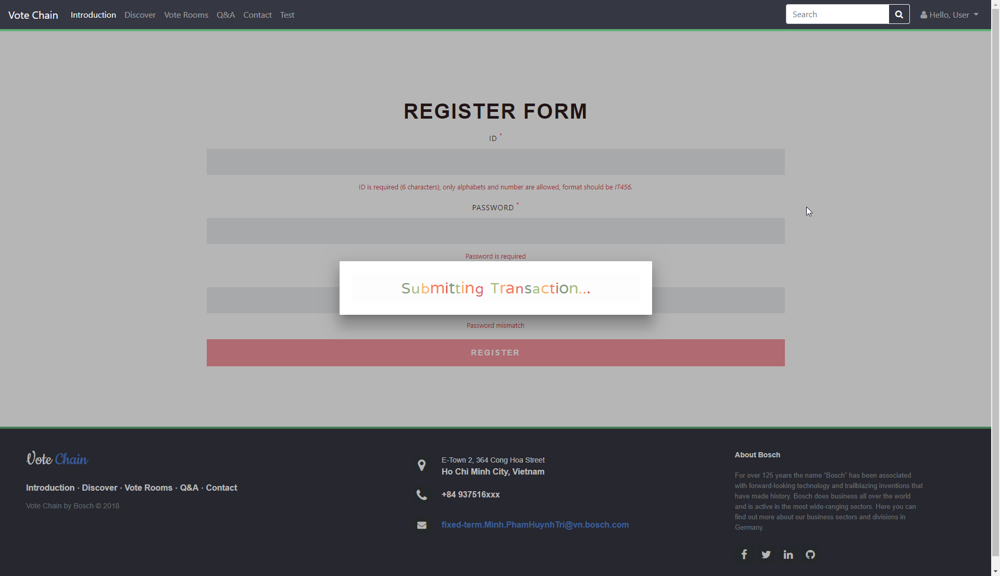 Vote Chain Introduction Discover Vote Rooms Q&A Contact Test Search Hello, User
REGISTER FORM
ID *
ID is required (6 characters), only alphabets and number are allowed, format should be IT456.
PASSWORD *
Password is required
Submitting Transaction...
Password mismatch
REGISTER
Vote Chain
Introduction · Discover · Vote Rooms · Q&A · Contact
Vote Chain by Bosch © 2018
E-Town 2, 364 Cong Hoa Street
Ho Chi Minh City, Vietnam
+84 937516xxx
fixed-term.Minh.PhamHuynhTri@vn.bosch.com
About Bosch
For over 125 years the name “Bosch” has been associated
with forward-looking technology and trailblazing inventions that
have made history. Bosch does business all over the world
and is active in the most wide-ranging sectors. Here you can
find out more about our business sectors and divisions in
Germany.